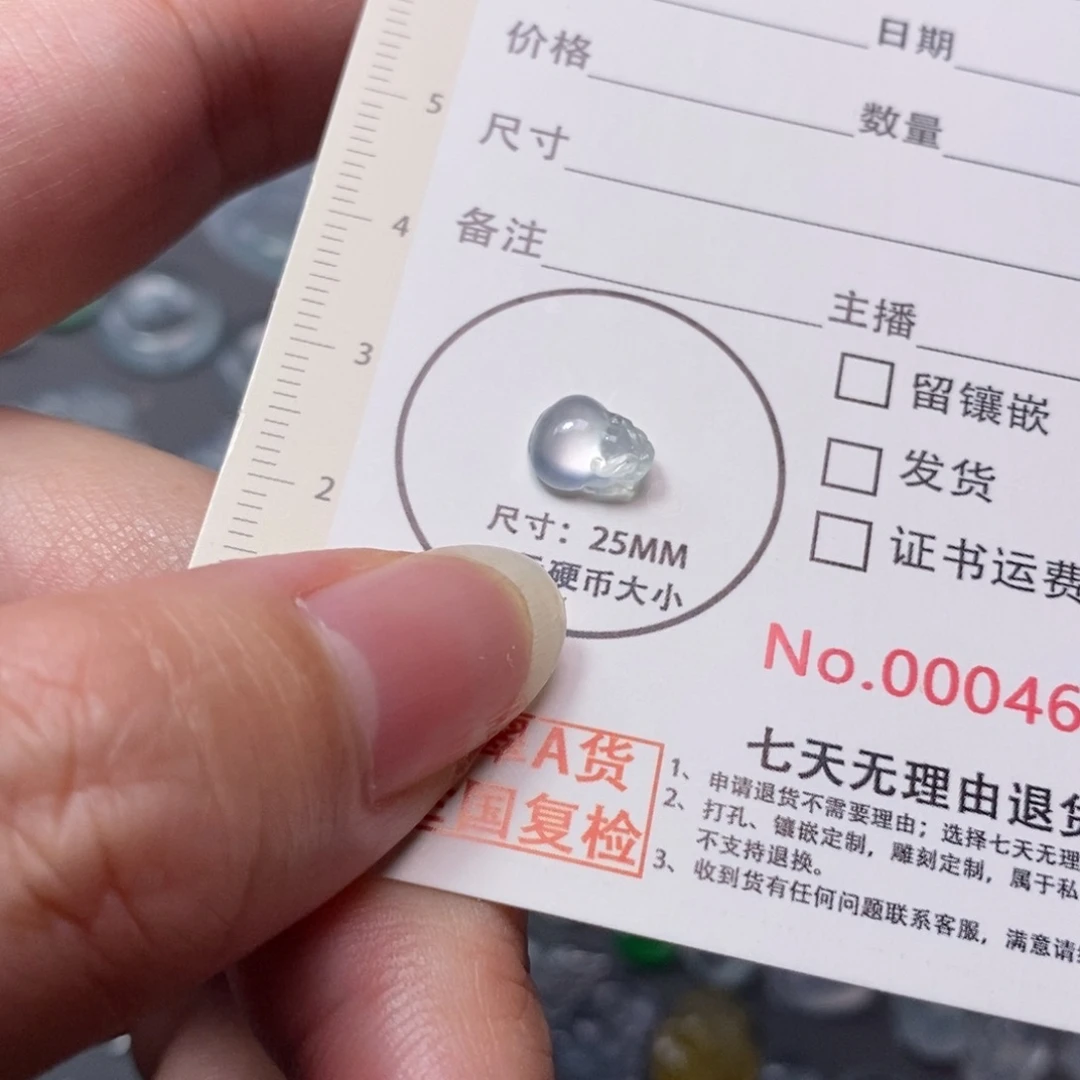 日期
价格
数量
尺寸
备注
主播
5
4
3
2
留镶嵌
发货
证书运费
尺寸：25MM
硬币大小
No.00046
A货
国复检
七天无理由退货
1、申请退货不需要理由；选择七天无理
2、打孔、镶嵌定制，雕刻定制，属于私
不支持退换。
3、收到货有任何问题联系客服，满意请